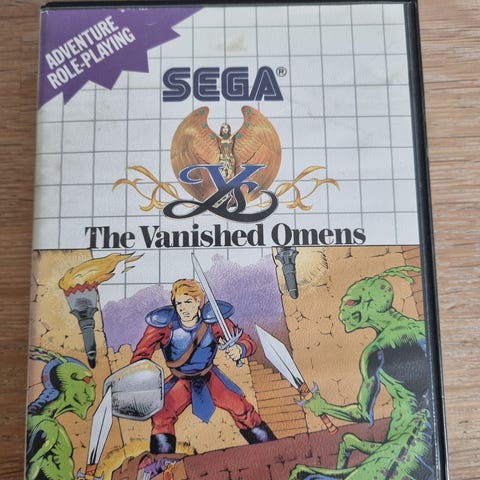 ADVENTURE
ROLE-PLAYING
SEGA®
Ys
The Vanished Omens